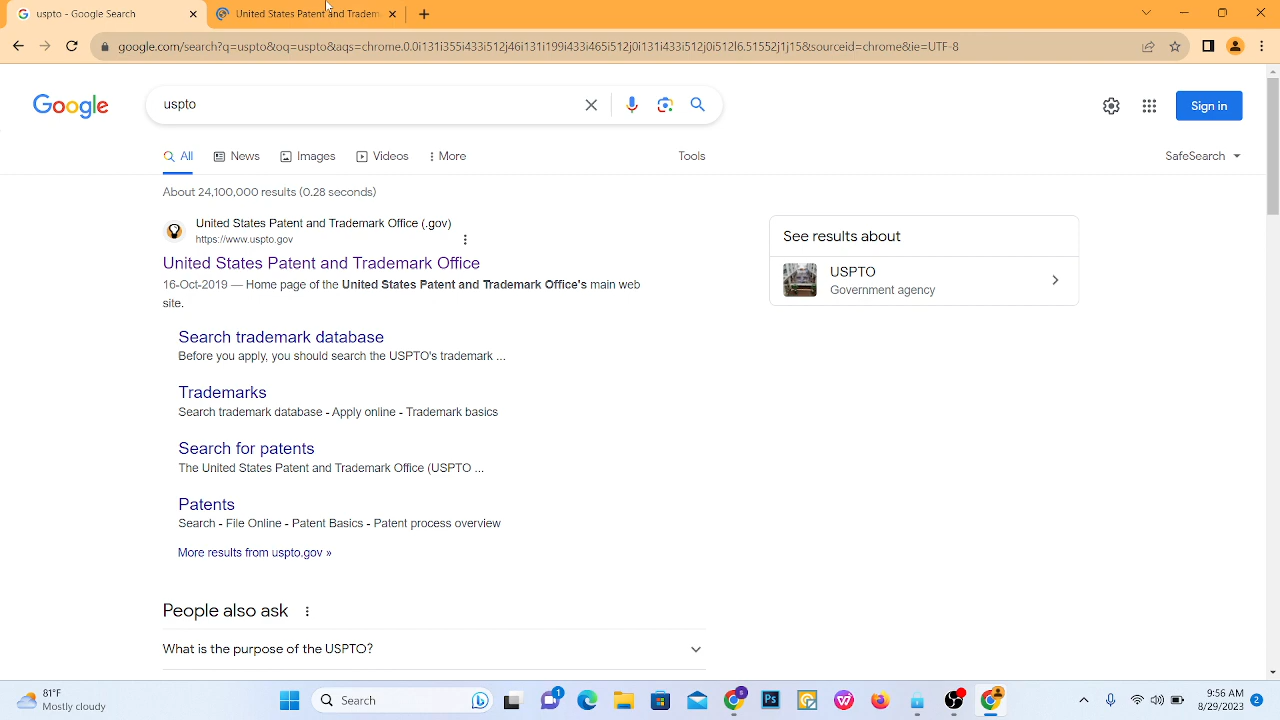 uspto - Google Search
United States Patent and Tradem
google.com/search?q=uspto&oq=uspto&aqs=chrome.0.0i131i355i433i512j46i131i199i433i465i512j0i131i433i512j0i512l6.51552j1j15&sourceid=chrome&ie=UTF-8
Google
uspto
Sign in
All
News
Images
Videos
More
Tools
SafeSearch
About 24,100,000 results (0.28 seconds)
United States Patent and Trademark Office (.gov)
https://www.uspto.gov
United States Patent and Trademark Office
16-Oct-2019 — Home page of the United States Patent and Trademark Office's main web
site.
Search trademark database
Before you apply, you should search the USPTO's trademark ...
Trademarks
Search trademark database - Apply online - Trademark basics
Search for patents
The United States Patent and Trademark Office (USPTO ...
Patents
Search - File Online - Patent Basics - Patent process overview
More results from uspto.gov »
See results about
USPTO
Government agency
People also ask
What is the purpose of the USPTO?
81°F
Mostly cloudy
Search
1
5
Ps
9:56 AM
8/29/2023
2